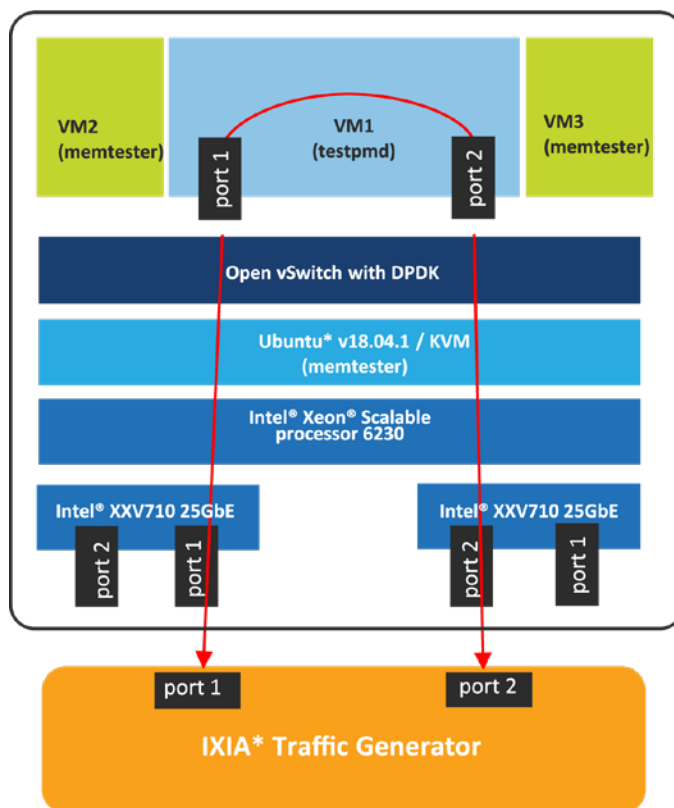 VM2
(memtester)
VM1
(testpmd)
VM3
(memtester)
port 1
port 2
Open vSwitch with DPDK
Ubuntu* v18.04.1 / KVM
(memtester)
Intel® Xeon® Scalable
processor 6230
Intel® XXV710 25GbE
Intel® XXV710 25GbE
port 2
port 1
port 2
port 1
port 1
port 2
IXIA* Traffic Generator